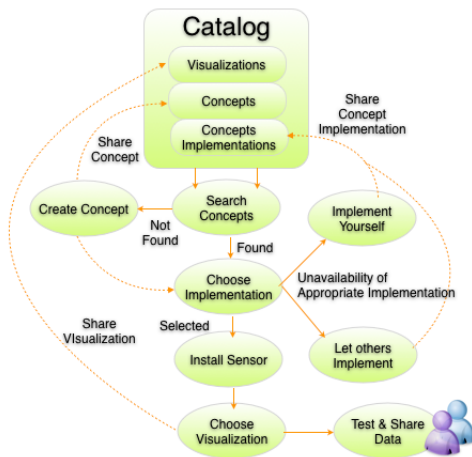 Catalog
Visualizations
Concepts
Concepts
Implementations
Share
Concept
Share
Concept
Implementation
Create Concept
Search
Concepts
Implement
Yourself
Not
Found
Found
Choose
Implementation
Unavailability of
Appropriate Implementation
Selected
Share
VIsualization
Install Sensor
Let others
Implement
Choose
Visualization
Test & Share
Data